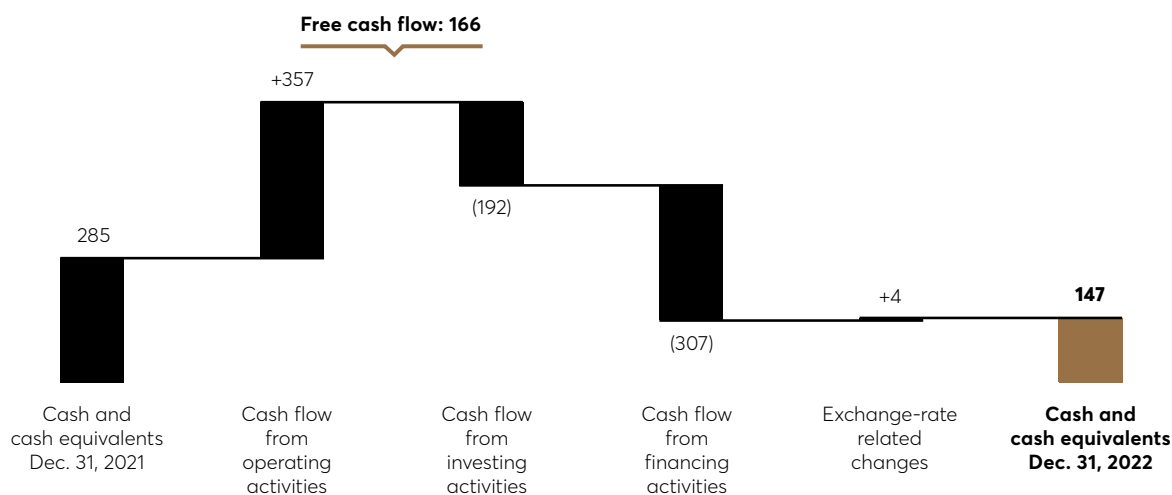 Free cash flow: 166
+357
(192)
285
(307)
+4
147
Cash and
cash equivalents
Dec. 31, 2021
Cash flow
from
operating
activities
Cash flow
from
investing
activities
Cash flow
from
financing
activities
Exchange-rate
related
changes
Cash and
cash equivalents
Dec. 31, 2022